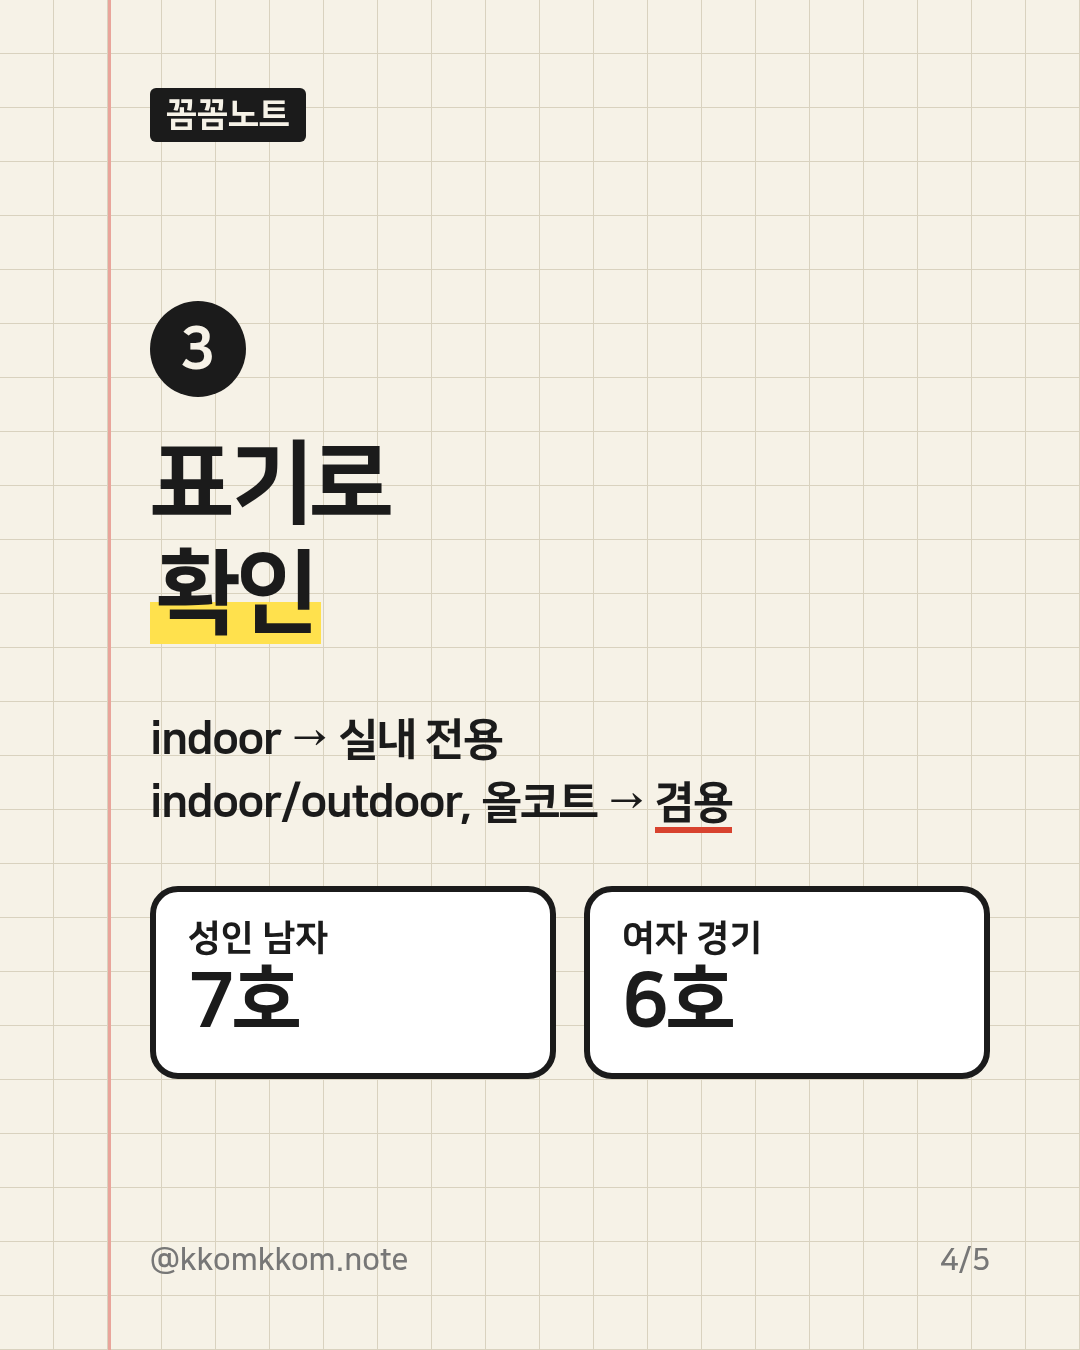 꼼꼼노트
3
표기로
확인
indoor → 실내 전용
indoor/outdoor, 올코트 → 겸용
성인 남자
7호
여자 경기
6호
@kkomkkom.note
4/5